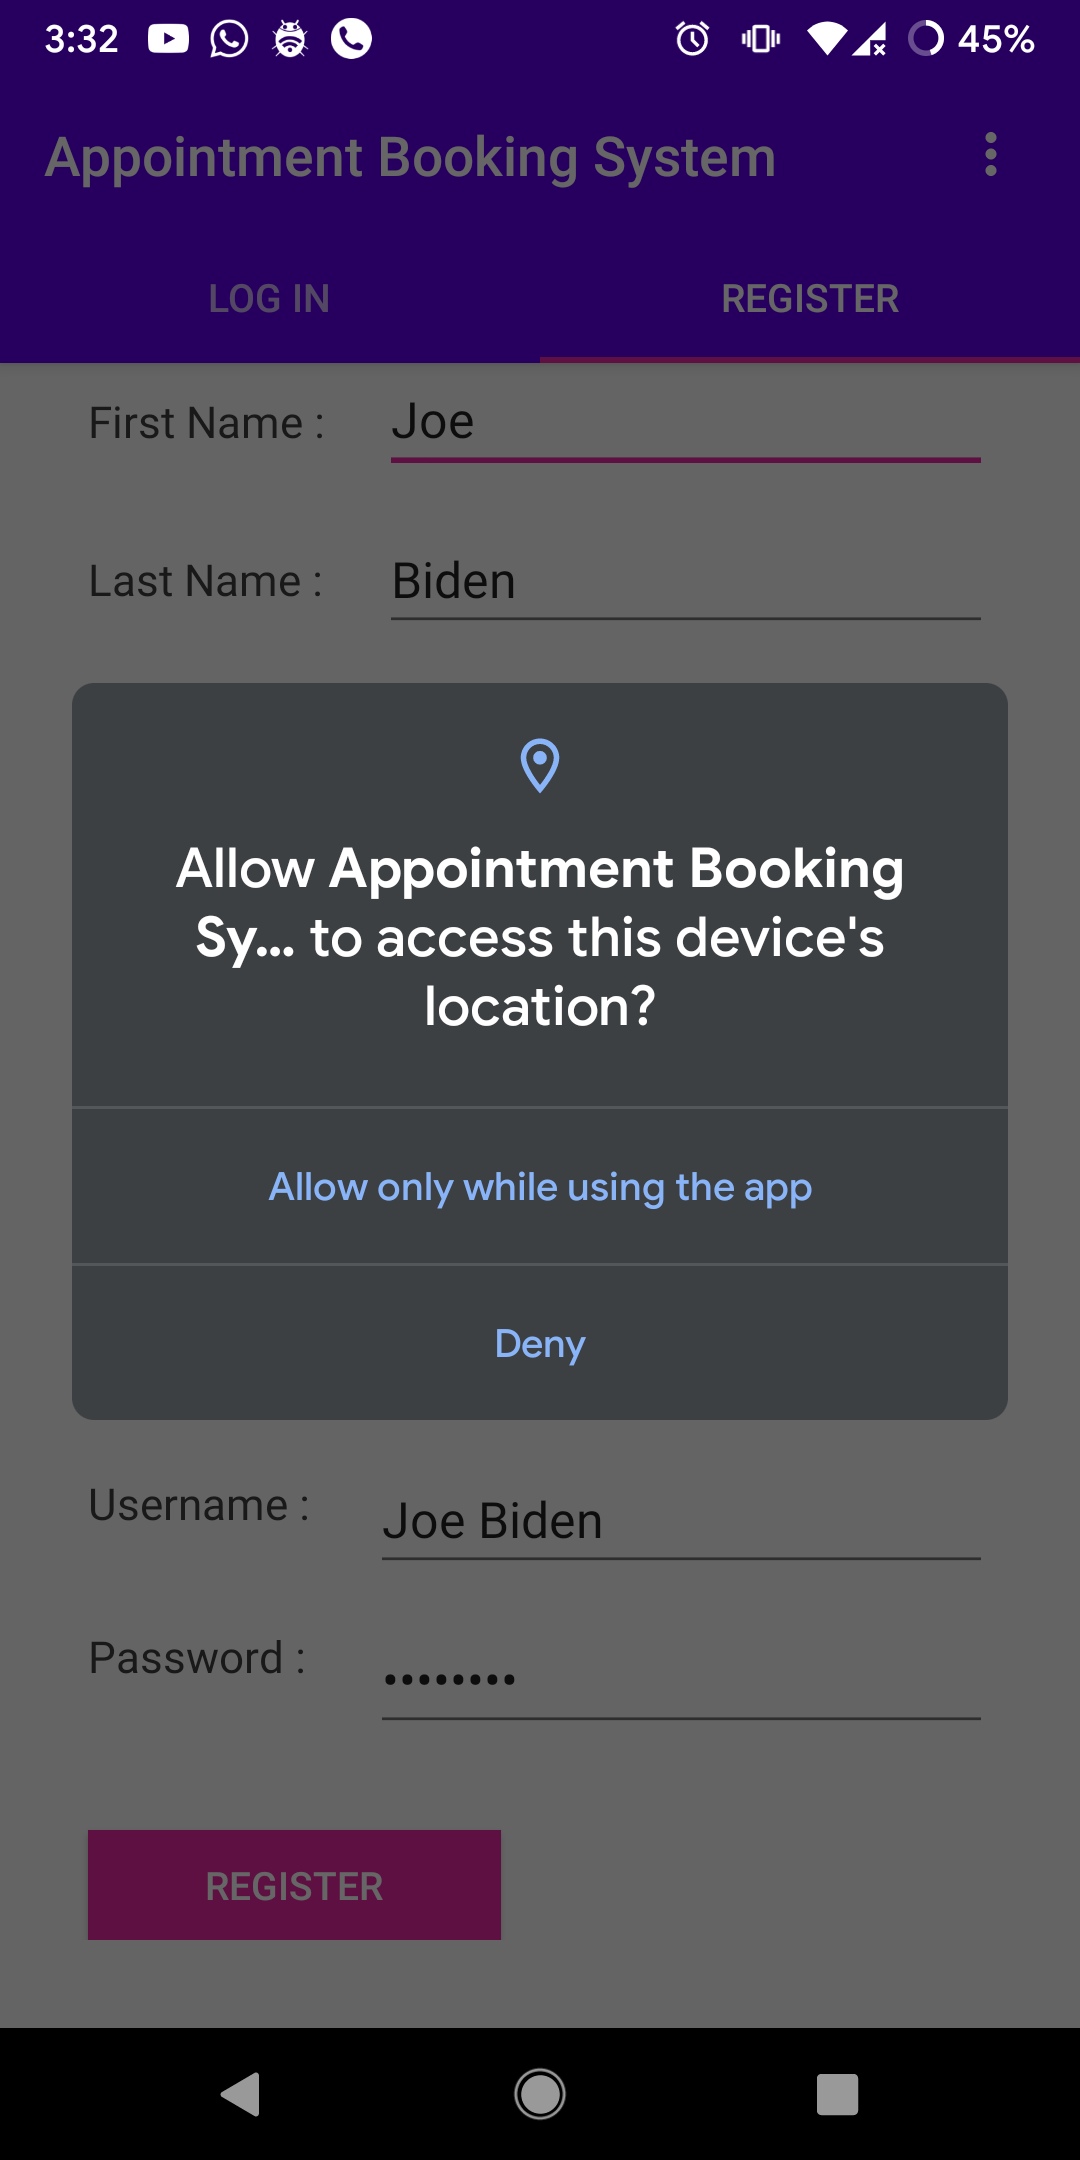 3:32 45%
Appointment Booking System
LOG IN REGISTER
First Name : Joe
Last Name : Biden
Allow Appointment Booking
Sy... to access this device's
location?
Allow only while using the app
Deny
Username : Joe Biden
Password : ........
REGISTER